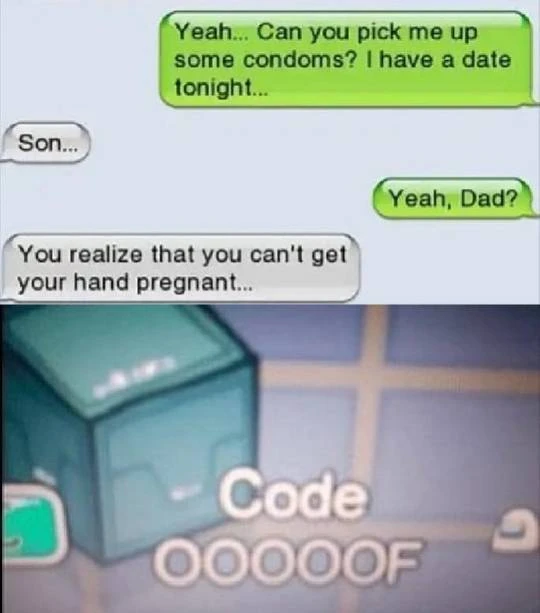 Yeah... Can you pick me up
some condoms? I have a date
tonight...
Son...
Yeah, Dad?
You realize that you can't get
your hand pregnant...
Code
OOOOOF